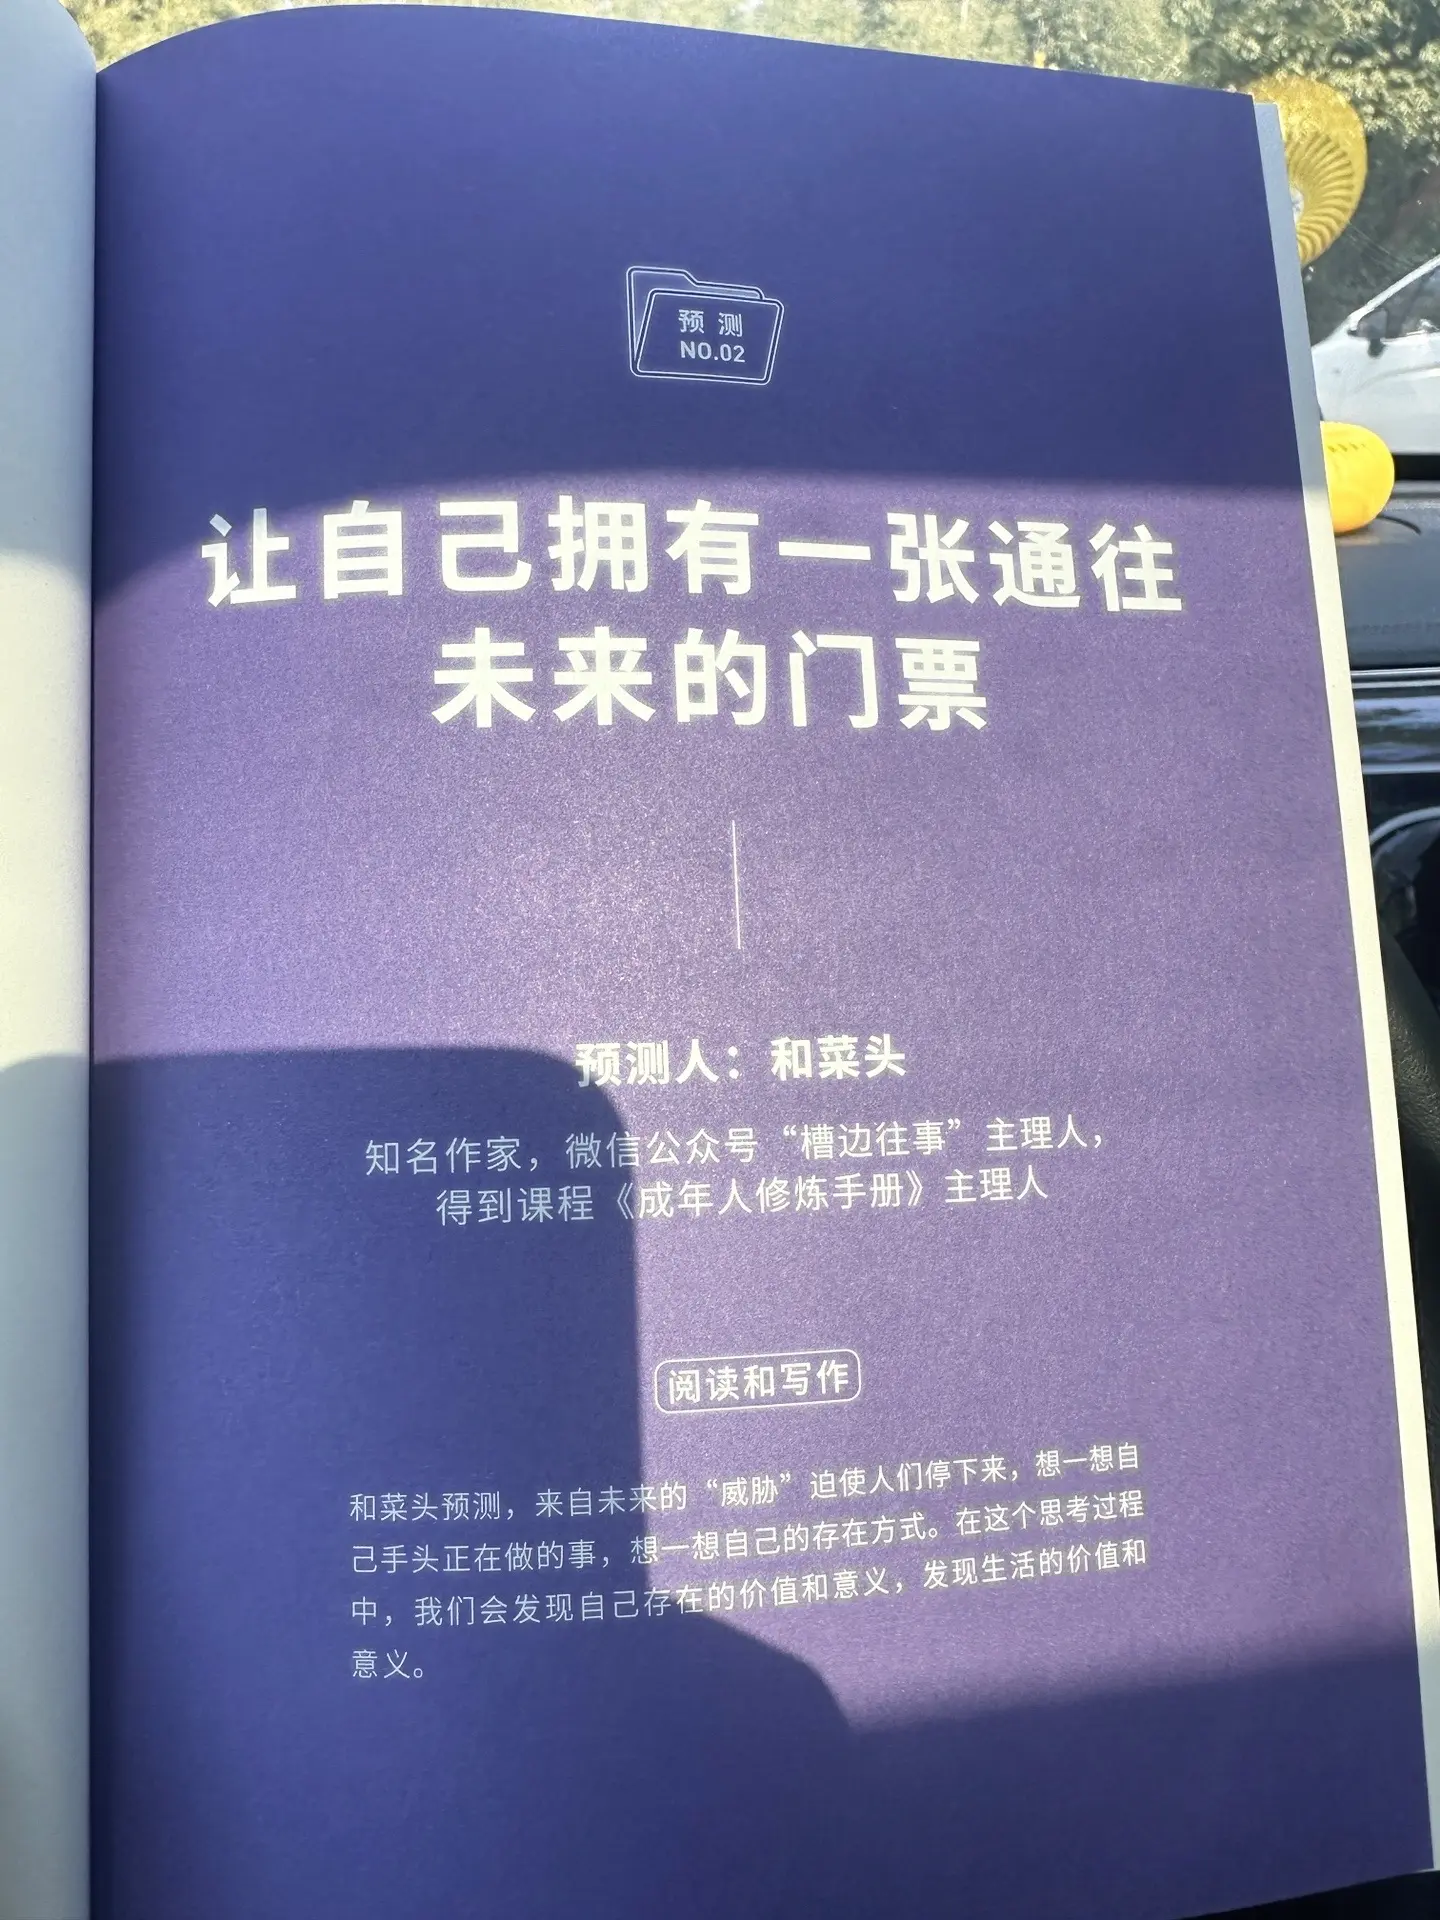 预测
NO.02
让自己拥有一张通往
未来的门票
预测人：和菜头
知名作家，微信公众号“槽边往事”主理人，
得到课程《成年人修炼手册》主理人
阅读和写作
和菜头预测，来自未来的“威胁”迫使人们停下来，想一想自
己手头正在做的事，想一想自己的存在方式。在这个思考过程
中，我们会发现自己存在的价值和意义，发现生活的价值和
意义。